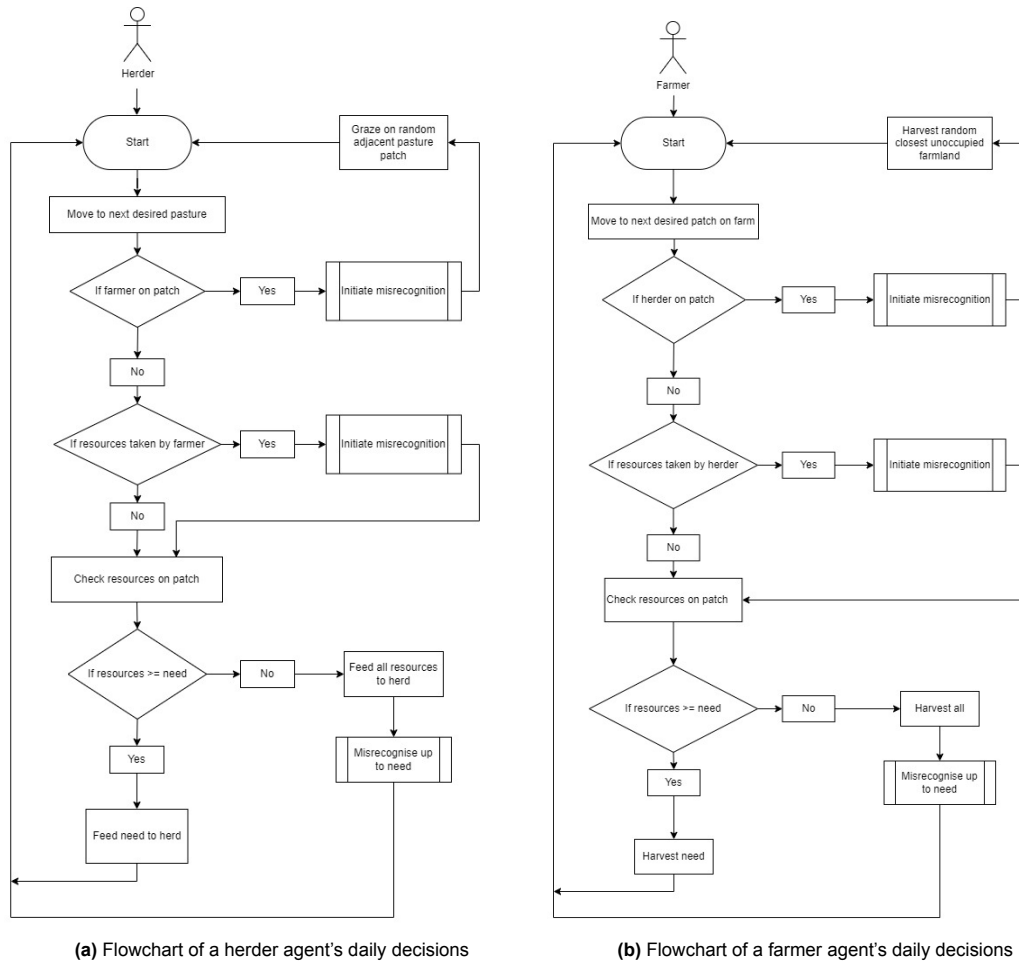 Herder
Start
Graze on random
adjacent pasture
patch
Move to next desired pasture
If farmer on patch
Yes
Initiate misrecognition
No
If resources taken by farmer
Yes
Initiate misrecognition
No
Check resources on patch
If resources >= need
No
Feed all resources
to herd
Yes
Misrecognise up
to need
Feed need to herd
(a) Flowchart of a herder agent's daily decisions
Farmer
Start
Harvest random
closest unoccupied
farmland
Move to next desired patch on farm
If herder on patch
Yes
Initiate misrecognition
No
If resources taken by herder
Yes
Initiate misrecognition
No
Check resources on patch
If resources >= need
No
Harvest all
Yes
Misrecognise up
to need
Harvest need
(b) Flowchart of a farmer agent's daily decisions